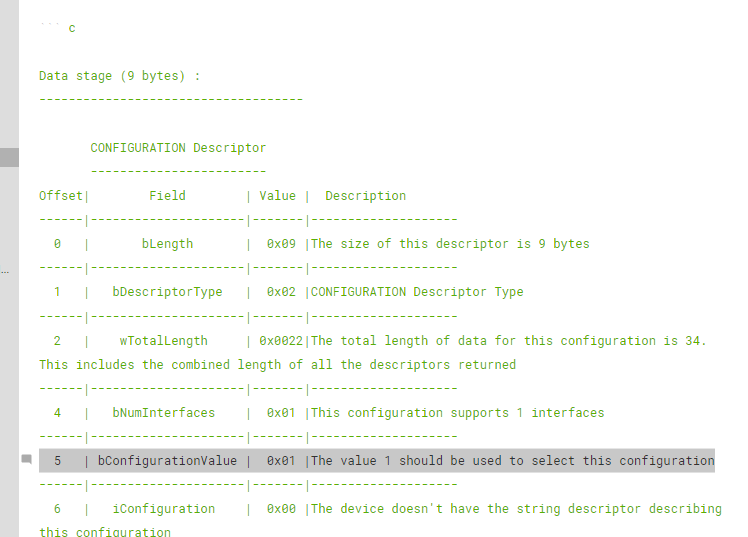 ``` c
Data stage (9 bytes) :
------------------------------------
CONFIGURATION Descriptor
------------------------
Offset| Field | Value | Description
------|---------------------|-------|--------------------
0 | bLength | 0x09 |The size of this descriptor is 9 bytes
------|---------------------|-------|--------------------
1 | bDescriptorType | 0x02 |CONFIGURATION Descriptor Type
------|---------------------|-------|--------------------
2 | wTotalLength | 0x0022|The total length of data for this configuration is 34.
This includes the combined length of all the descriptors returned
------|---------------------|-------|--------------------
4 | bNumInterfaces | 0x01 |This configuration supports 1 interfaces
------|---------------------|-------|--------------------
5 | bConfigurationValue | 0x01 |The value 1 should be used to select this configuration
------|---------------------|-------|--------------------
6 | iConfiguration | 0x00 |The device doesn't have the string descriptor describing
this configuration